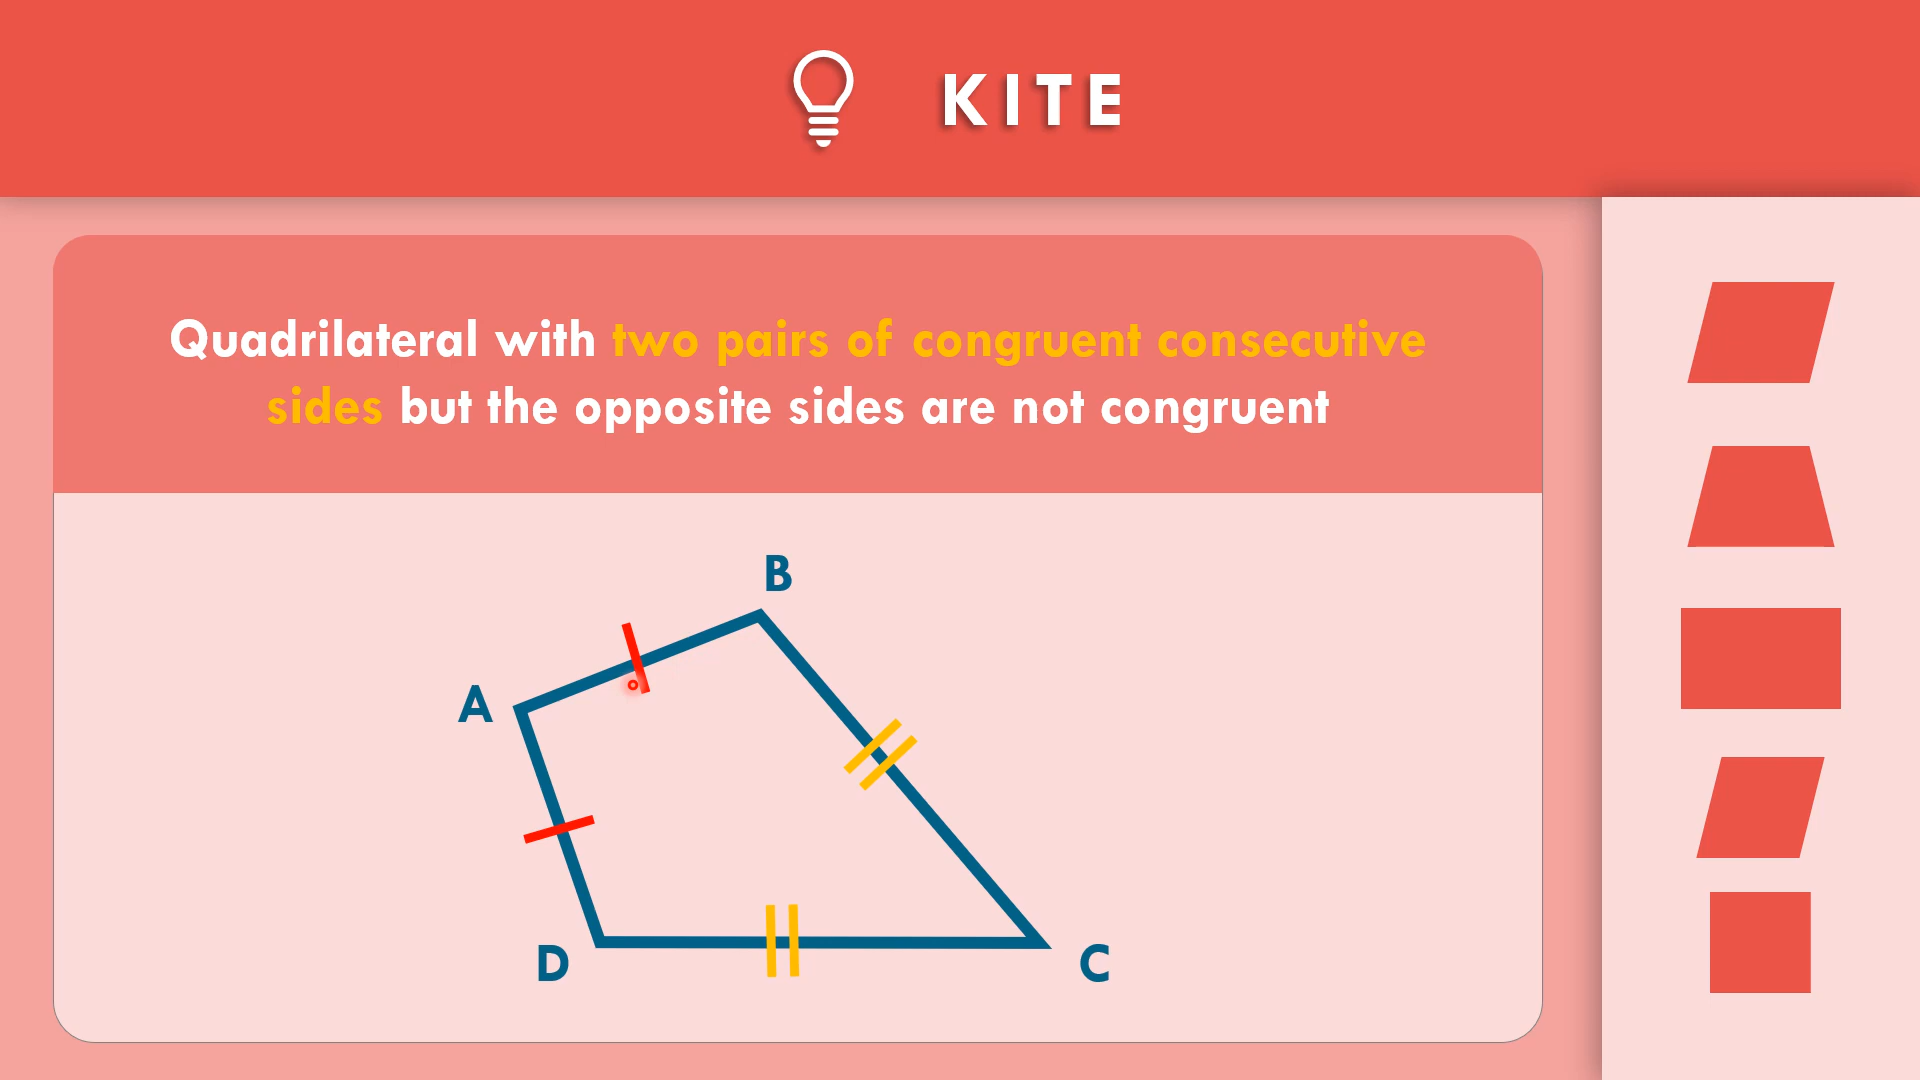 KITE
Quadrilateral with two pairs of congruent consecutive
sides but the opposite sides are not congruent
B
A
D
C